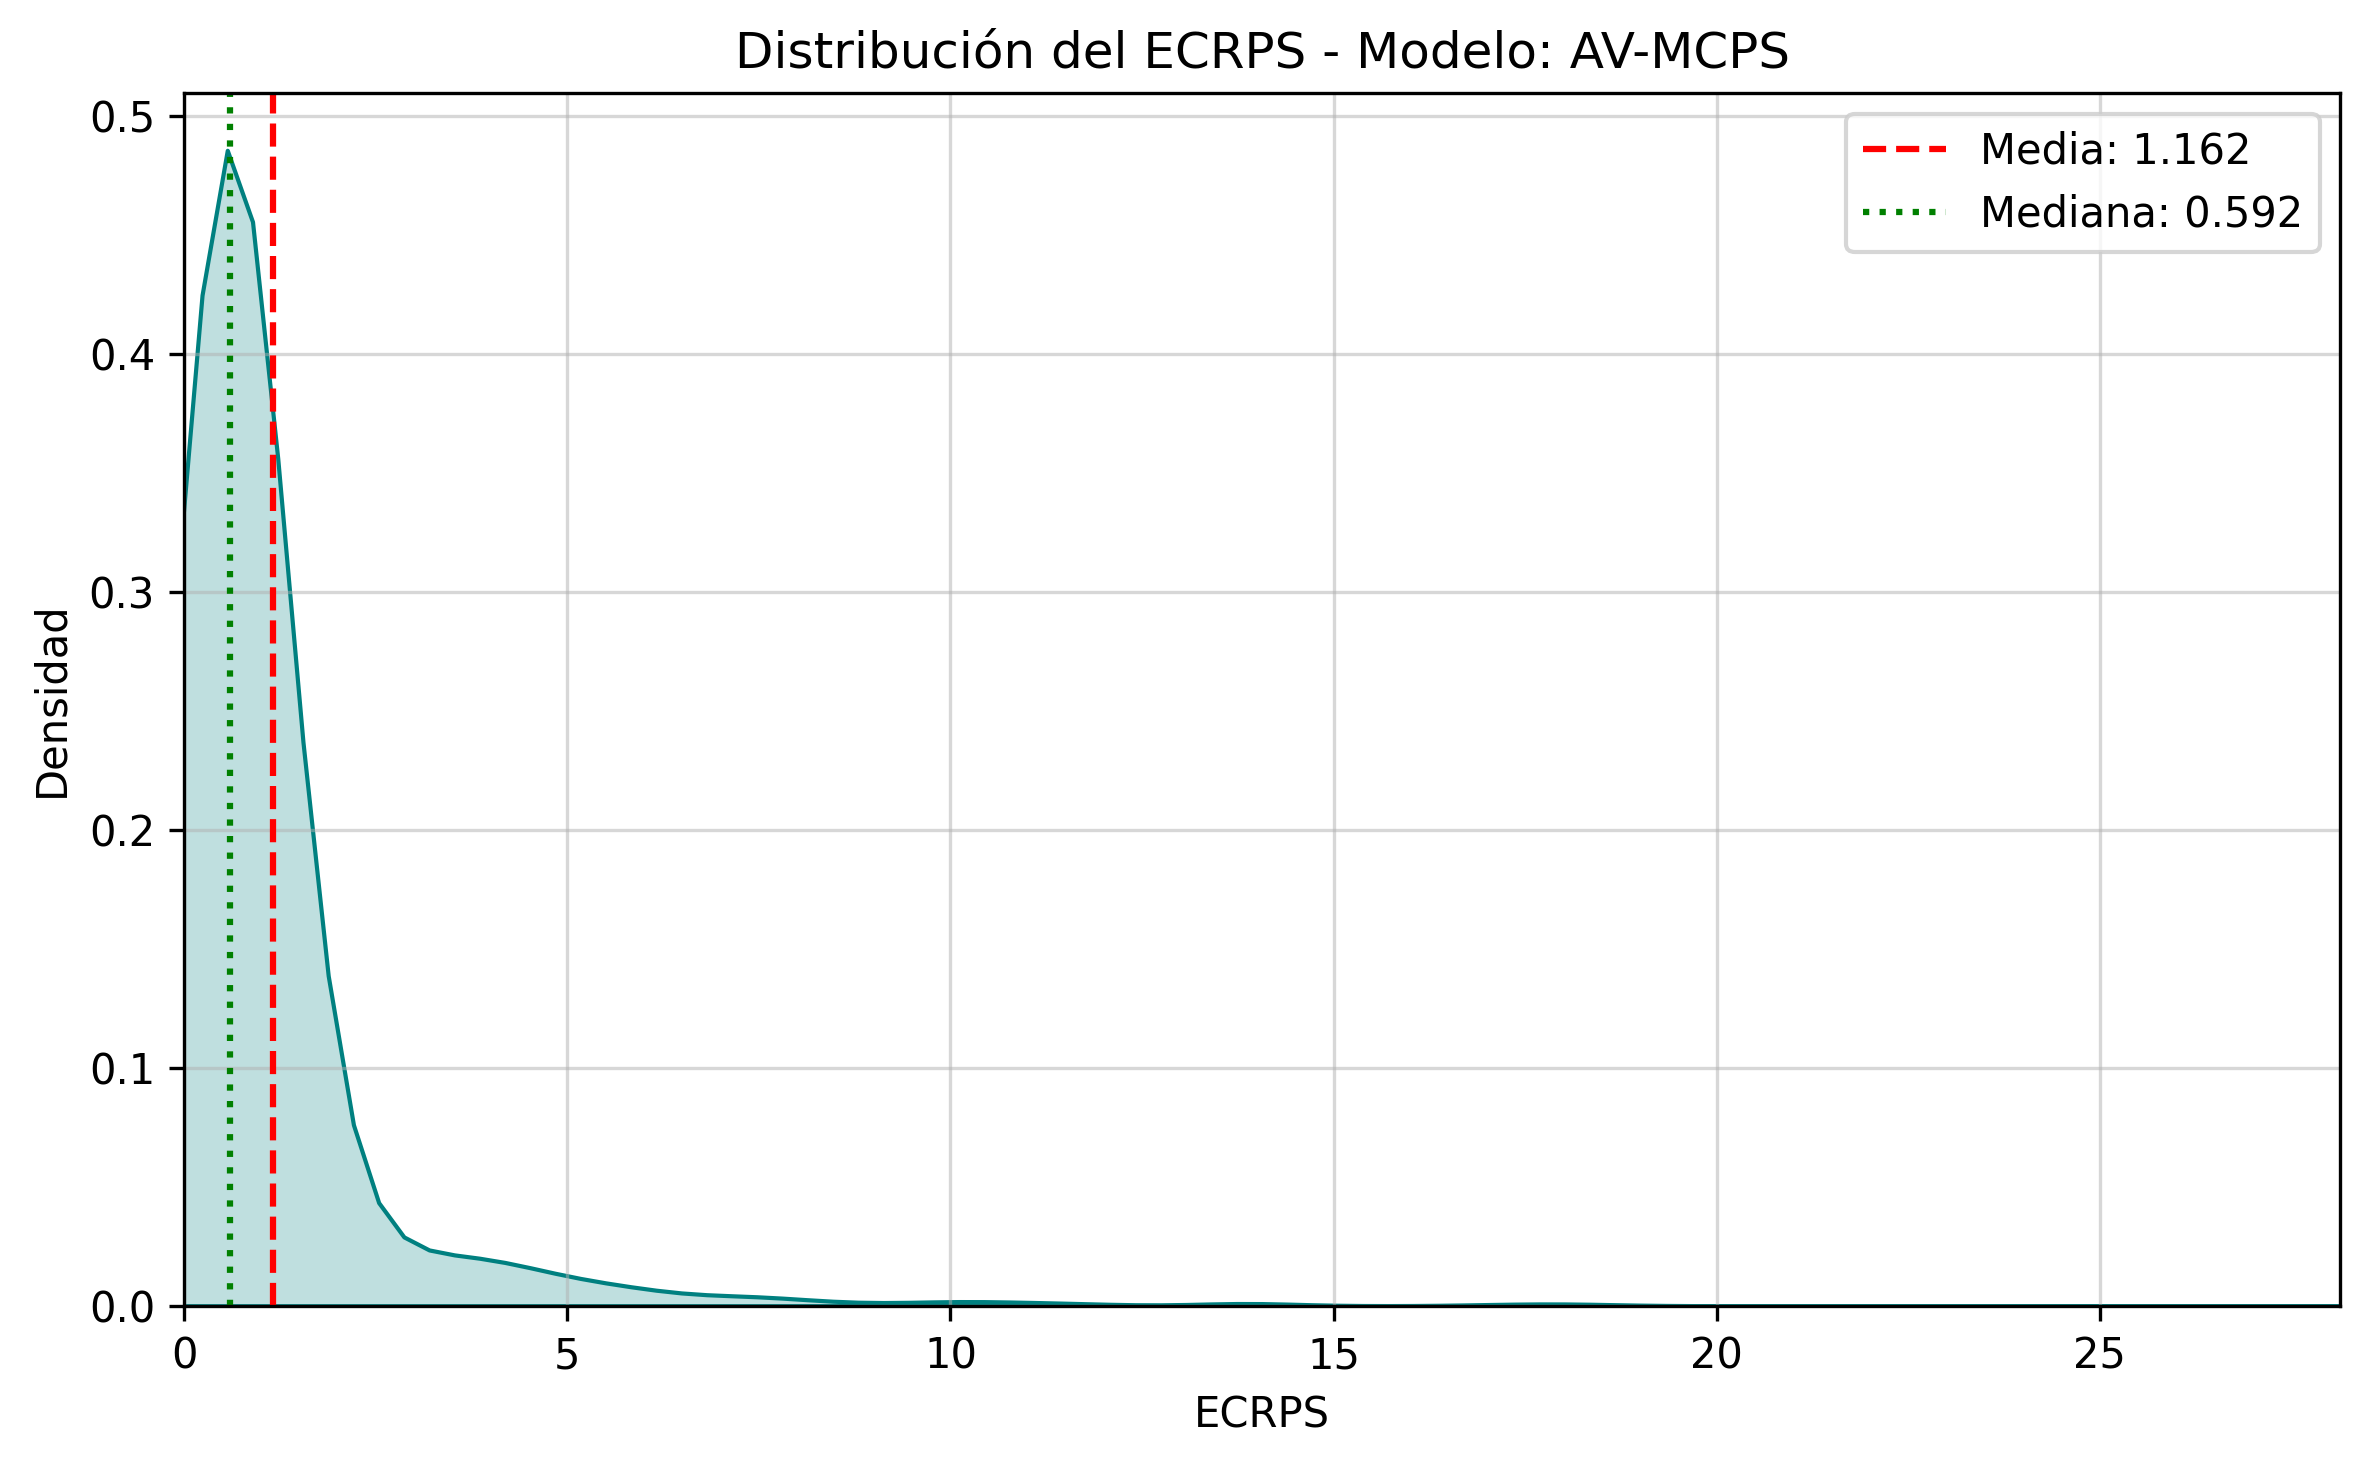 Distribución del ECRPS - Modelo: AV-MCPS
Media: 1.162
Mediana: 0.592
Densidad
0.5
0.4
0.3
0.2
0.1
0.0
0 5 10 15 20 25
ECRPS